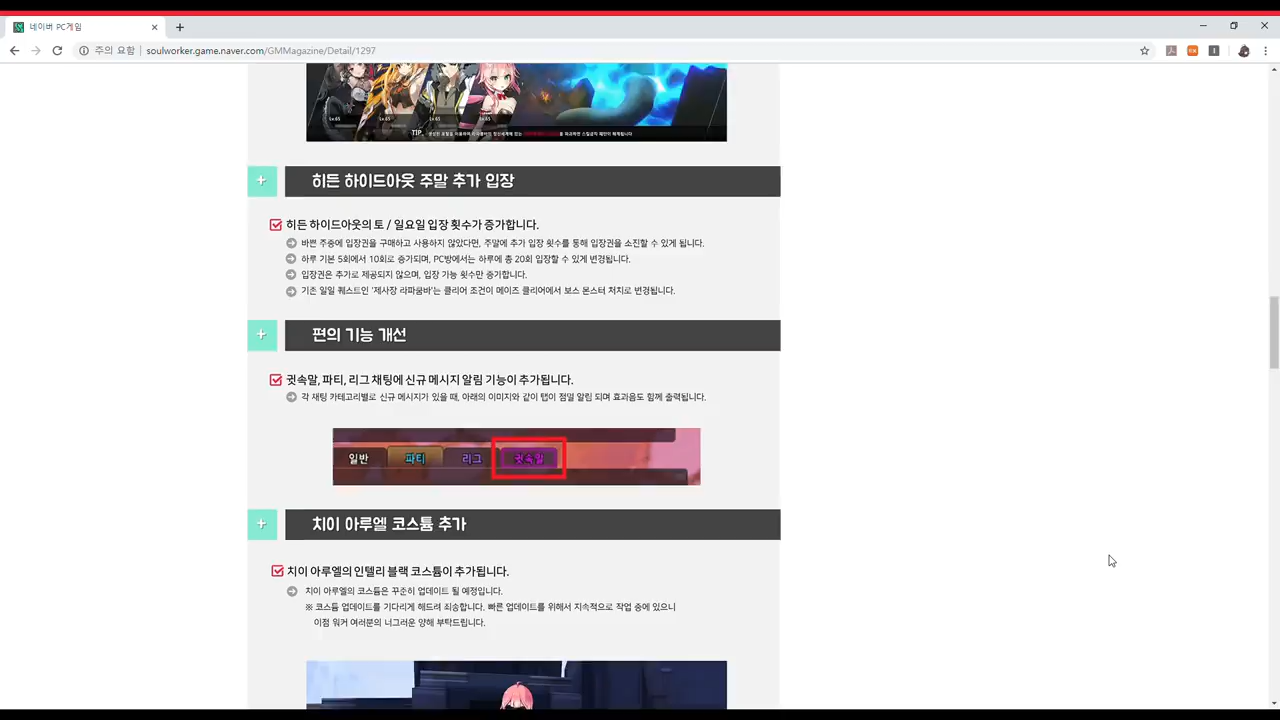 네이버 PC게임
주의 요함
soulworker.game.naver.com/GMMagazine/Detail/1297
Lv.65
Lv.65
Lv.65
Lv.65
TIP.
히든 하이드아웃 주말 추가 입장
히든 하이드아웃의 토 / 일요일 입장 횟수가 증가합니다.
바쁜 주중에 입장권을 구매하고 사용하지 않았다면, 주말에 추가 입장 횟수를 통해 입장권을 소진할 수 있게 됩니다.
하루 기본 5회에서 10회로 증가되며, PC방에서는 하루에 총 20회 입장할 수 있게 변경됩니다.
입장권은 추가로 제공되지 않으며, 입장 가능 횟수만 증가합니다.
기존 일일 퀘스트인 '제사장 라파쿰바'는 클리어 조건이 메이즈 클리어에서 보스 몬스터 처치로 변경됩니다.
편의 기능 개선
귓속말, 파티, 리그 채팅에 신규 메시지 알림 기능이 추가됩니다.
각 채팅 카테고리별로 신규 메시지가 있을 때, 아래의 이미지와 같이 탭이 점멸 알림 되며 효과음도 함께 출력됩니다.
일반 파티 리그 귓속말
치이 아루엘 코스튬 추가
치이 아루엘의 인텔리 블랙 코스튬이 추가됩니다.
치이 아루엘의 코스튬은 꾸준히 업데이트 될 예정입니다.
※ 코스튬 업데이트를 기다리게 해드려 죄송합니다. 빠른 업데이트를 위해서 지속적으로 작업 중에 있으니
이점 워커 여러분의 너그러운 양해 부탁드립니다.